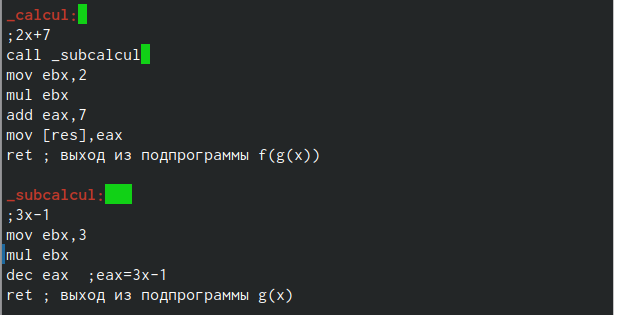 _calcul:
;2x+7
call _subcalcul
mov ebx,2
mul ebx
add eax,7
mov [res],eax
ret ; выход из подпрограммы f(g(x))

_subcalcul:
;3x-1
mov ebx,3
mul ebx
dec eax  ;eax=3x-1
ret ; выход из подпрограммы g(x)